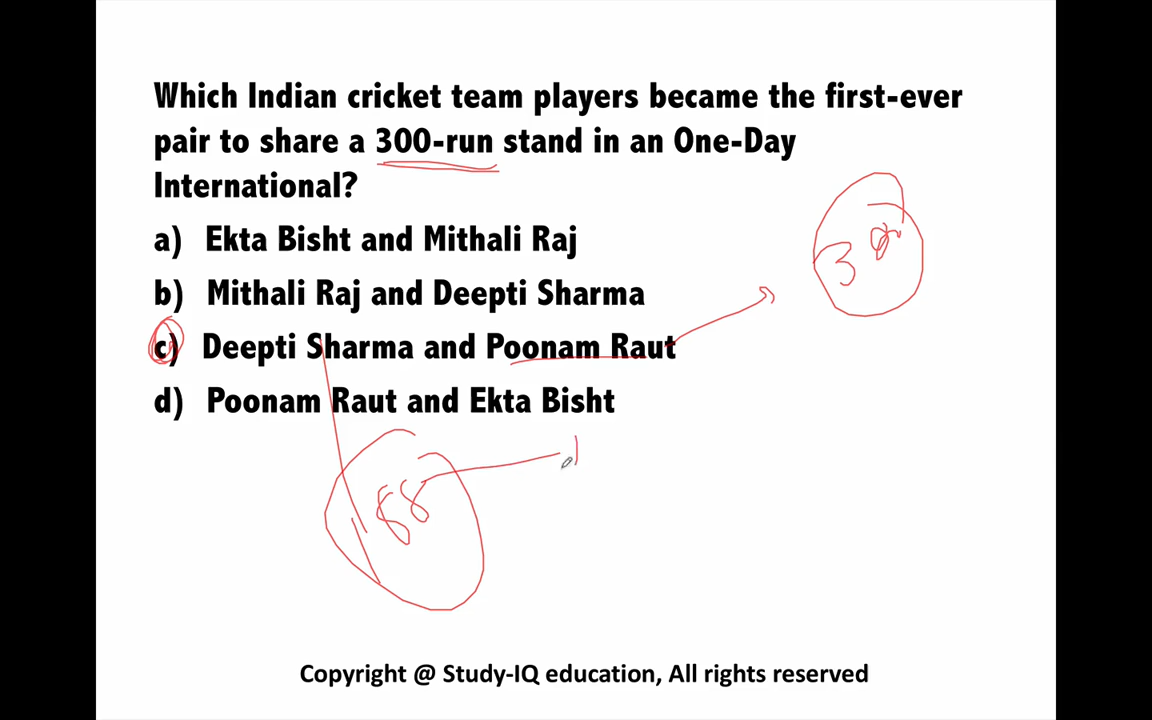 Which Indian cricket team players became the first-ever
pair to share a 300-run stand in an One-Day
International?
a) Ekta Bisht and Mithali Raj
b) Mithali Raj and Deepti Sharma
c) Deepti Sharma and Poonam Raut
d) Poonam Raut and Ekta Bisht
188
Copyright @ Study-IQ education, All rights reserved